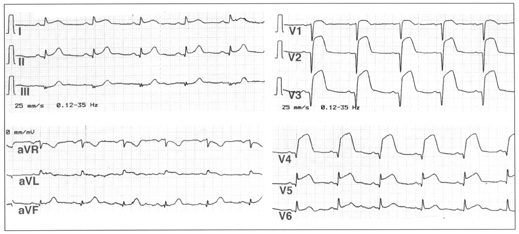 I
II
III
25 mm/s 0.12-35 Hz
V1
V2
V3
25 mm/s 0.12-35 Hz
0 mm/mV
aVR
aVL
aVF
V4
V5
V6